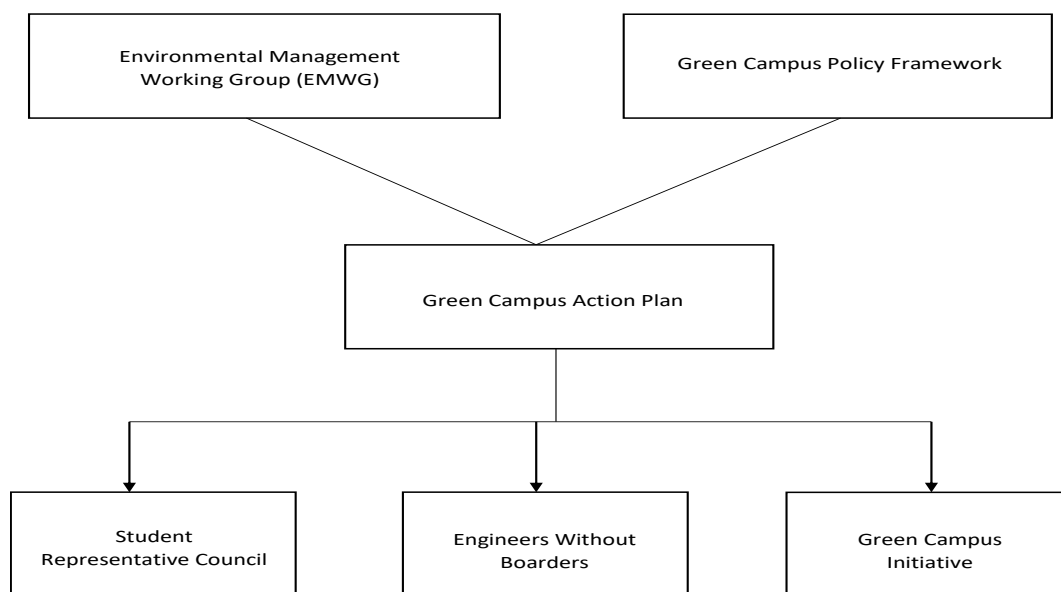 Environmental Management
Working Group (EMWG)
Green Campus Policy Framework
Green Campus Action Plan
Student
Representative Council
Engineers Without
Boarders
Green Campus
Initiative